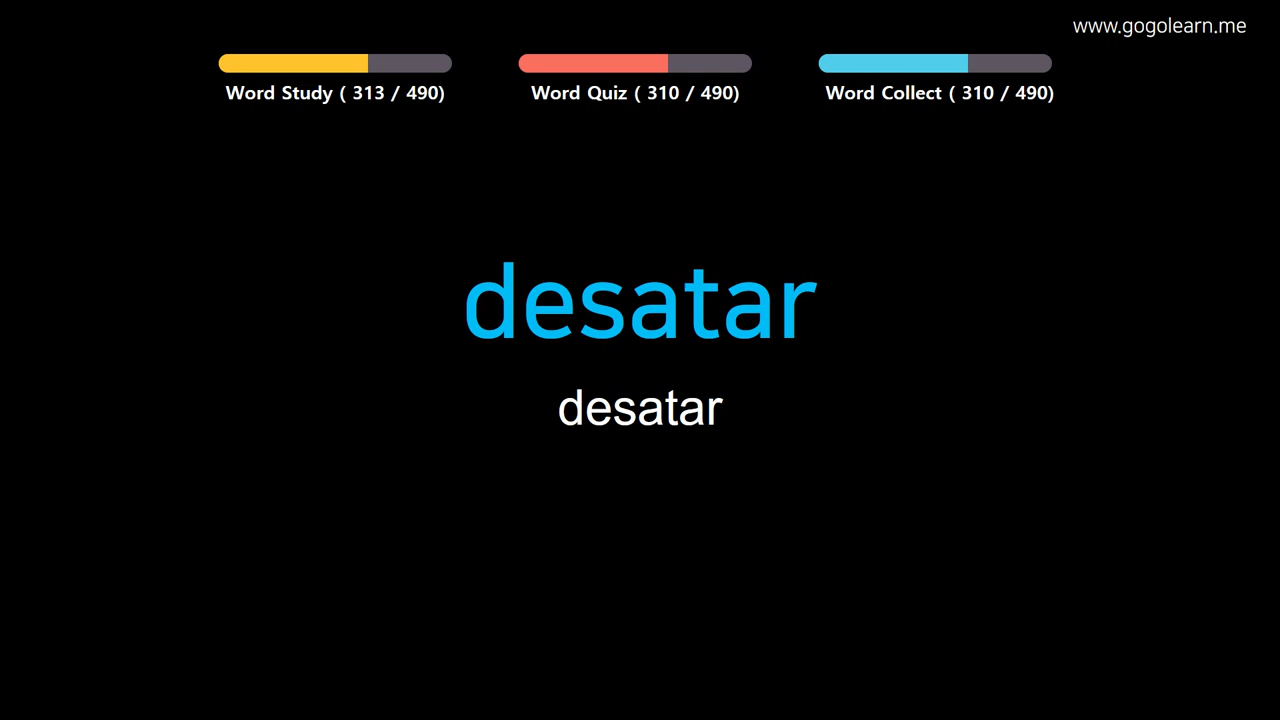 www.gogolearn.me
Word Study ( 313 / 490)
Word Quiz ( 310 / 490)
Word Collect ( 310 / 490)
desatar
desatar